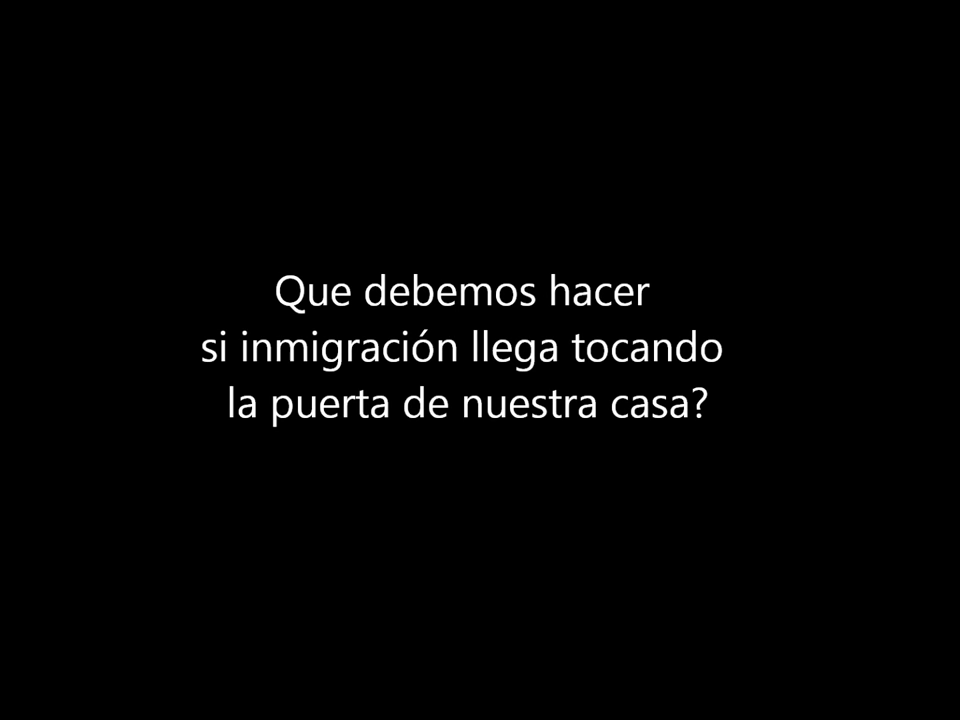 Que debemos hacer
si inmigración llega tocando
la puerta de nuestra casa?